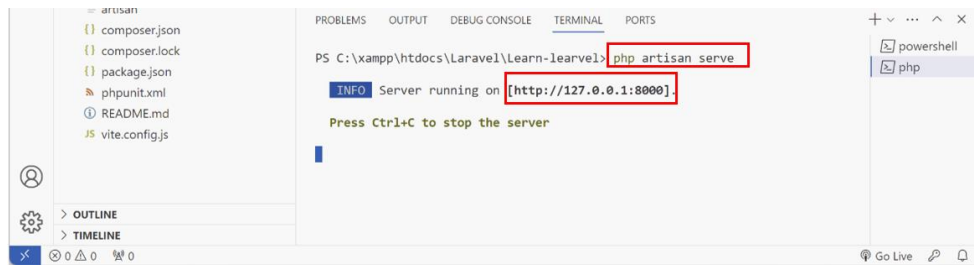 artisan
composer.json
composer.lock
package.json
phpunit.xml
README.md
JS vite.config.js
OUTLINE
TIMELINE
PROBLEMS OUTPUT DEBUG CONSOLE TERMINAL PORTS
PS C:\xampp\htdocs\Laravel\Learn-learvel> php artisan serve
INFO Server running on [http://127.0.0.1:8000].
Press Ctrl+C to stop the server
powershell
php
0 0 0
Go Live